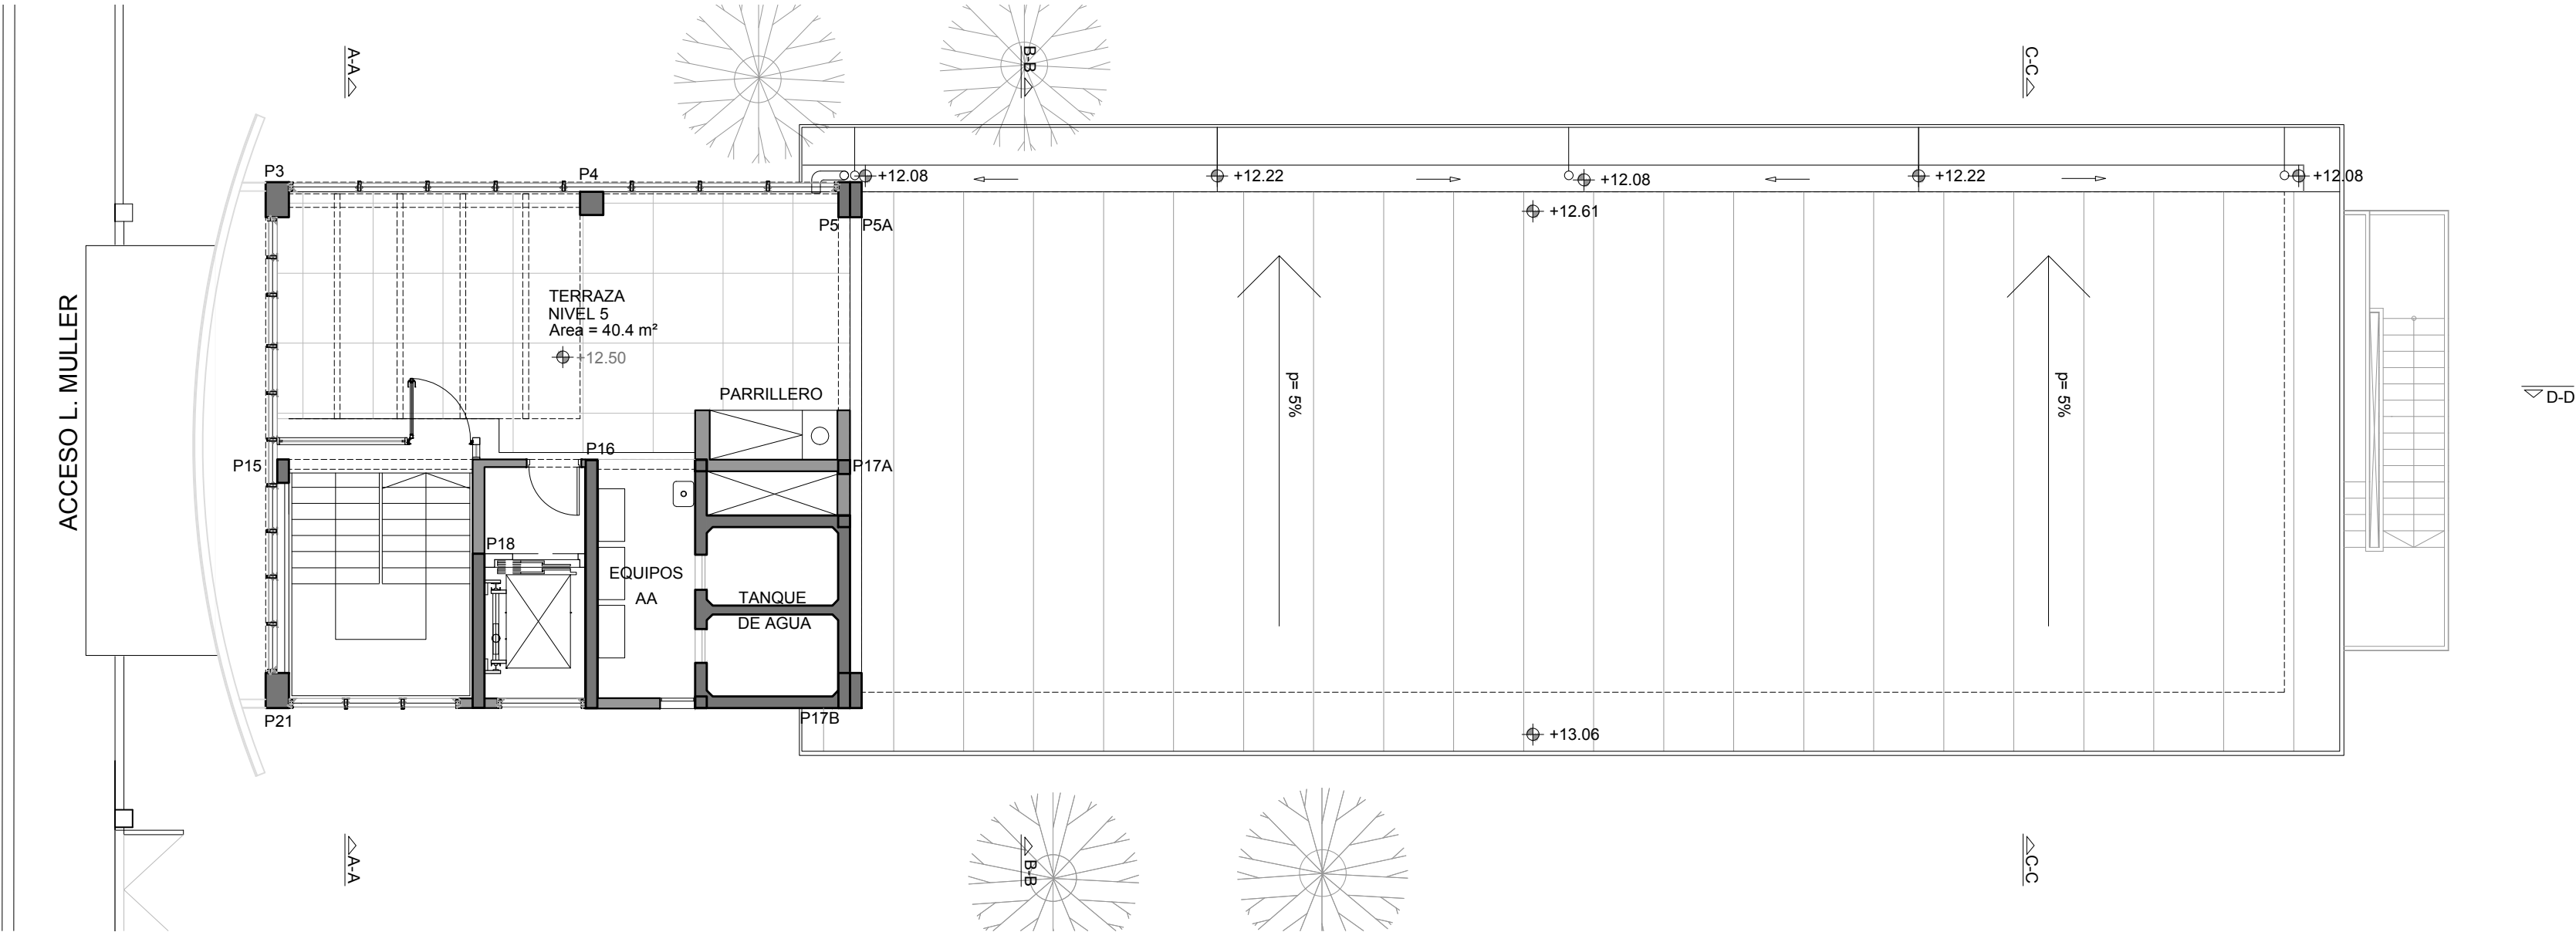 A-A
B-B
C-C
P3
P4
+12.08
+12.22
+12.08
+12.22
+12.08
P5
P5A
+12.61
TERRAZA
NIVEL 5
Area = 40.4 m²
+12.50
ACCESO L. MULLER
PARRILLERO
p= 5%
p= 5%
D-D
P15
P16
P17A
P18
EQUIPOS
AA
TANQUE
DE AGUA
P21
P17B
+13.06
A-A
B-B
C-C